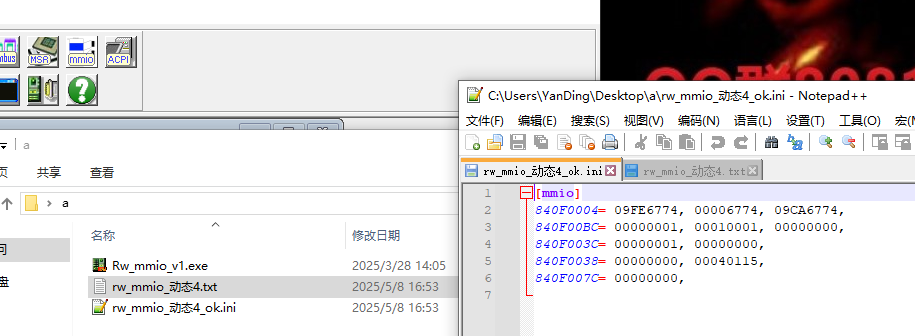 MSR
mmio
ACPI
a
共享
查看
a
名称
修改日期
Rw_mmio_v1.exe
2025/3/28 14:05
rw_mmio_动态4.txt
2025/5/8 16:53
rw_mmio_动态4_ok.ini
2025/5/8 16:53
C:\Users\YanDing\Desktop\a\rw_mmio_动态4_ok.ini - Notepad++
文件(F) 编辑(E) 搜索(S) 视图(V) 编码(N) 语言(L) 设置(T) 工具(O) 宏(M
rw_mmio_动态4_ok.ini
rw_mmio_动态4.txt
1 [mmio]
2 840F0004= 09FE6774, 00006774, 09CA6774,
3 840F00BC= 00000001, 00010001, 00000000,
4 840F003C= 00000001, 00000000,
5 840F0038= 00000000, 00040115,
6 840F007C= 00000000,
7